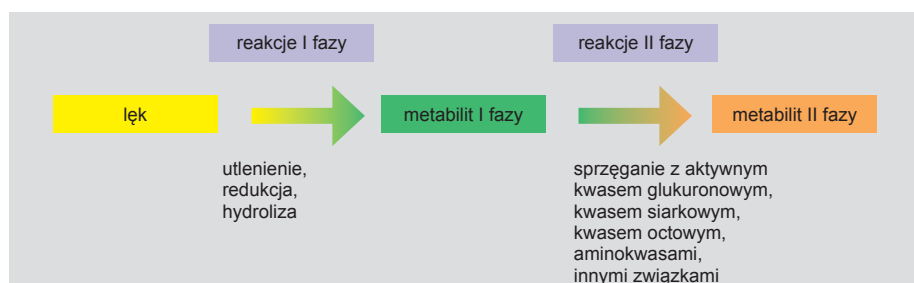 reakcje I fazy
reakcje II fazy
lęk
metabilit I fazy
metabilit II fazy
utlenienie,
redukcja,
hydroliza
sprzęganie z aktywnym
kwasem glukuronowym,
kwasem siarkowym,
kwasem octowym,
aminokwasami,
innymi związkami